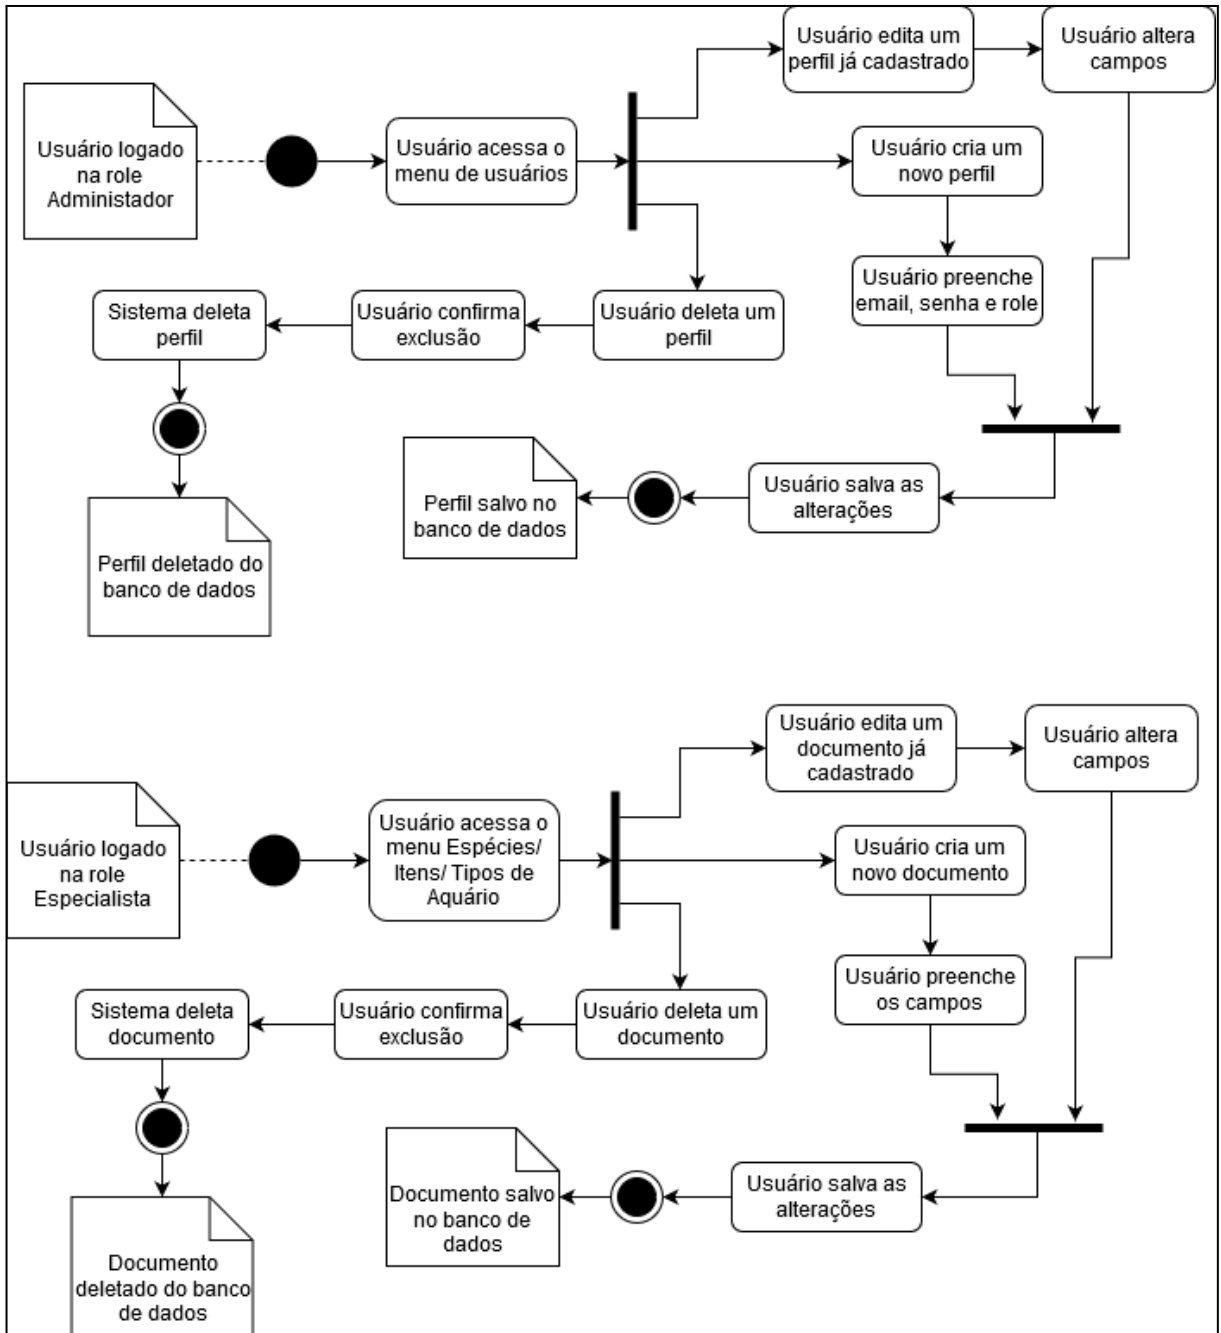 Usuário edita um
perfil já cadastrado
Usuário altera
campos
Usuário logado
na role
Administador
Usuário acessa o
menu de usuários
Usuário cria um
novo perfil
Usuário preenche
email, senha e role
Sistema deleta
perfil
Usuário confirma
exclusão
Usuário deleta um
perfil
Perfil salvo no
banco de dados
Usuário salva as
alterações
Perfil deletado do
banco de dados
Usuário edita um
documento já
cadastrado
Usuário altera
campos
Usuário logado
na role
Especialista
Usuário acessa o
menu Espécies/
Itens/ Tipos de
Aquário
Usuário cria um
novo documento
Usuário preenche
os campos
Sistema deleta
documento
Usuário confirma
exclusão
Usuário deleta um
documento
Documento salvo
no banco de
dados
Usuário salva as
alterações
Documento
deletado do banco
de dados